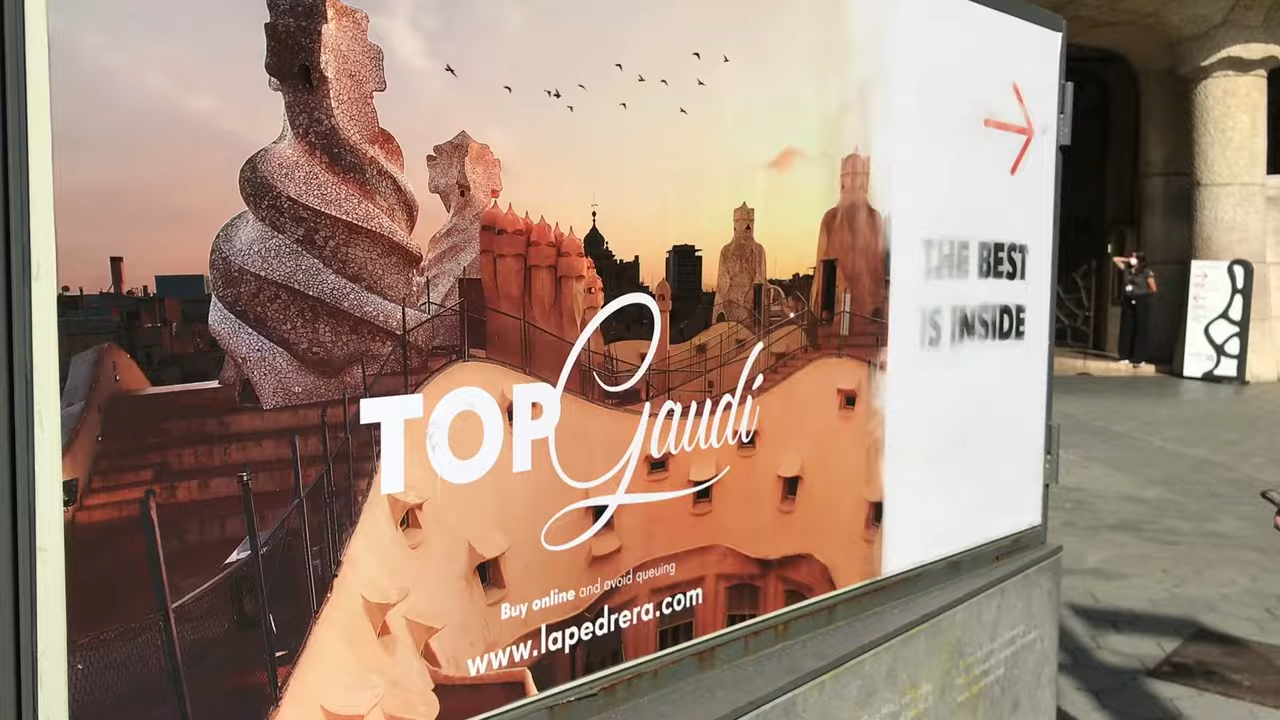 TOP Gaudi
Buy online and avoid queuing
www.lapedrera.com
THE BEST
IS INSIDE